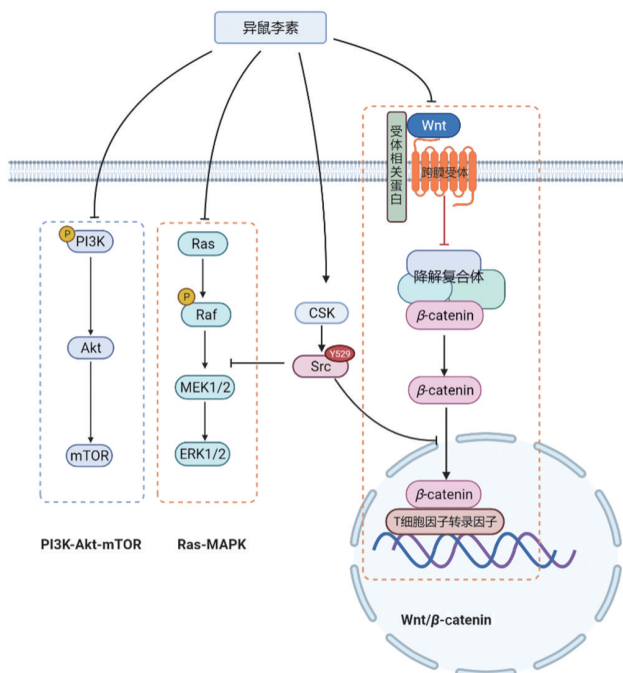 异鼠李素
受体相关蛋白
Wnt
跨膜受体
P
PI3K
Ras
降解复合体
P
Raf
CSK
β-catenin
Y529
Akt
Src
MEK1/2
β-catenin
mTOR
ERK1/2
β-catenin
T细胞因子转录因子
PI3K-Akt-mTOR
Ras-MAPK
Wnt/β-catenin